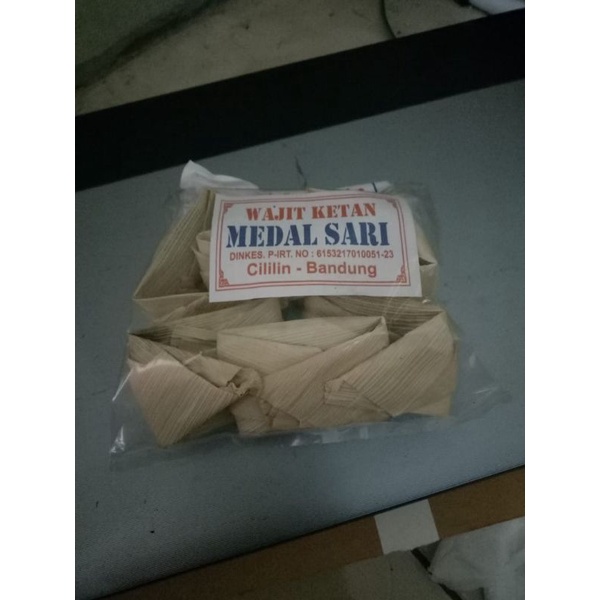 WAJIT KETAN
MEDAL SARI
DINKES. P-IRT. NO : 6153217010051-23
Cililin - Bandung